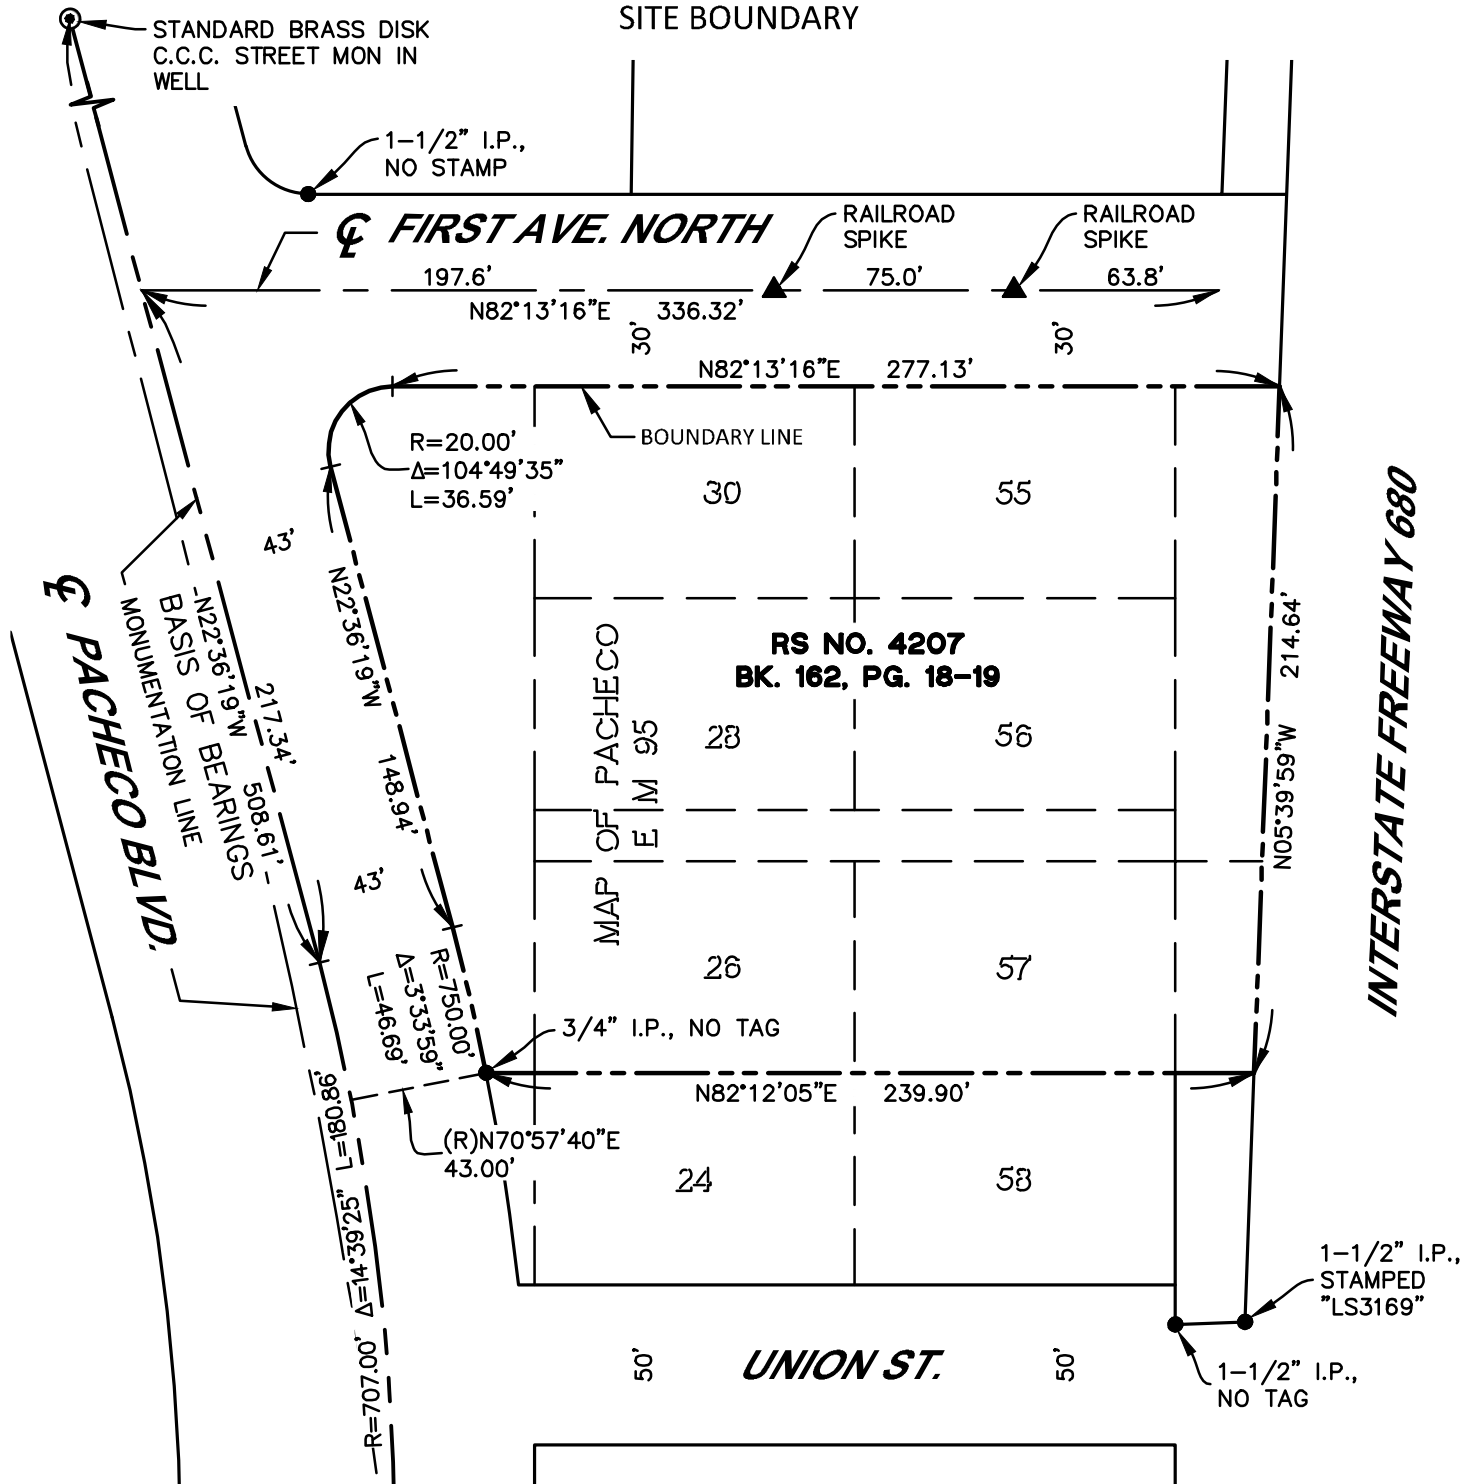 SITE BOUNDARY
STANDARD BRASS DISK
C.C.C. STREET MON IN
WELL
1-1/2" I.P.,
NO STAMP
℄ FIRST AVE. NORTH
RAILROAD
SPIKE
RAILROAD
SPIKE
197.6'
75.0'
63.8'
N82°13'16"E 336.32'
30'
30'
N82°13'16"E 277.13'
BOUNDARY LINE
R=20.00'
Δ=104°49'35"
L=36.59'
30
55
43'
N22°36'19"W 148.94'
℄ PACHECO BLVD.
MONUMENTATION LINE
BASIS OF BEARINGS
N22°36'19"W 508.61'
217.34'
MAP OF PACHECO
E M 95
RS NO. 4207
BK. 162, PG. 18-19
28
56
N05°39'59"W 214.64'
INTERSTATE FREEWAY 680
43'
26
57
R=750.00'
Δ=3°33'59"
L=46.69'
3/4" I.P., NO TAG
N82°12'05"E 239.90'
(R)N70°57'40"E
43.00'
24
58
R=707.00' Δ=14°39'25" L=180.86'
1-1/2" I.P.,
STAMPED
"LS3169"
50'
UNION ST.
50'
1-1/2" I.P.,
NO TAG